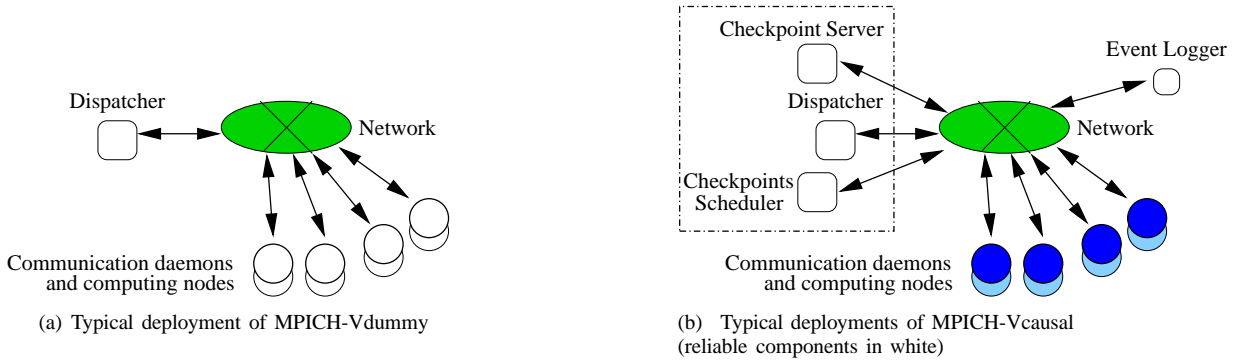 Dispatcher
Network
Communication daemons
and computing nodes
(a) Typical deployment of MPICH-Vdummy
Checkpoint Server
Event Logger
Dispatcher
Network
Checkpoints
Scheduler
Communication daemons
and computing nodes
(b) Typical deployments of MPICH-Vcausal
(reliable components in white)